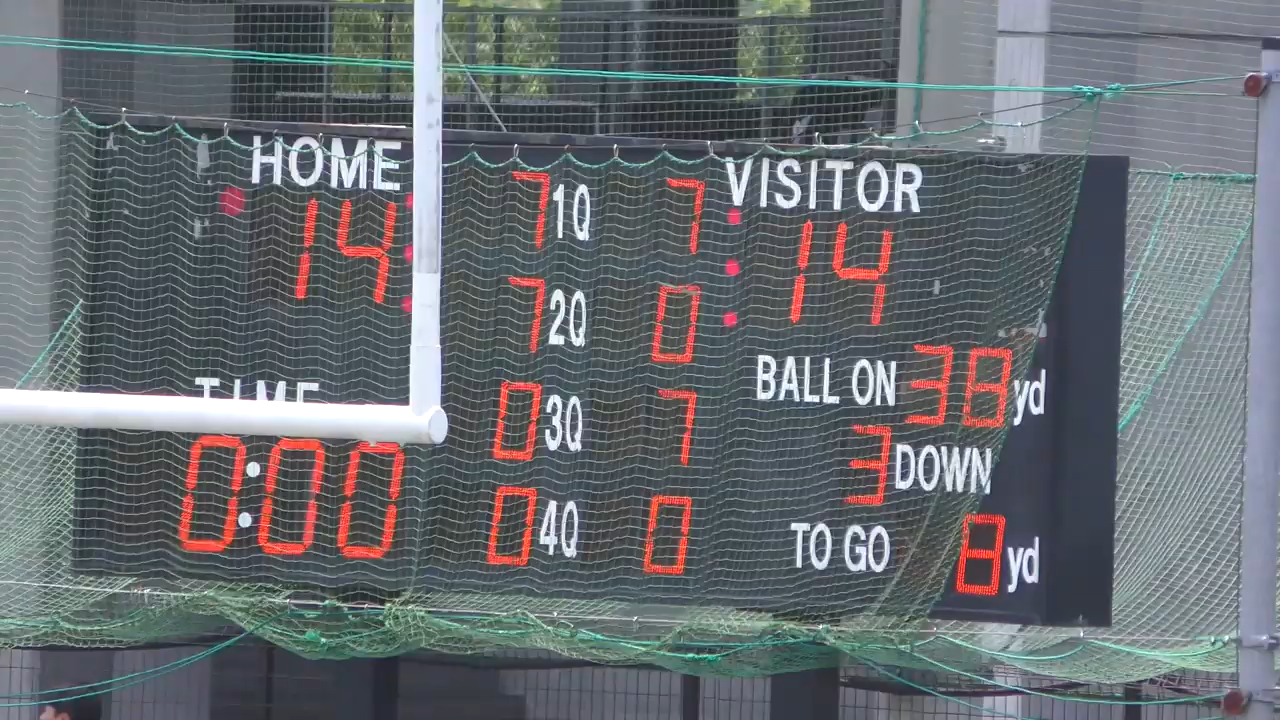 HOME
14
TIME
0:00
7 1Q 7
7 2Q 0
0 3Q 7
0 4Q 0
VISITOR
14
BALL ON 38 yd
3 DOWN
TO GO 8 yd